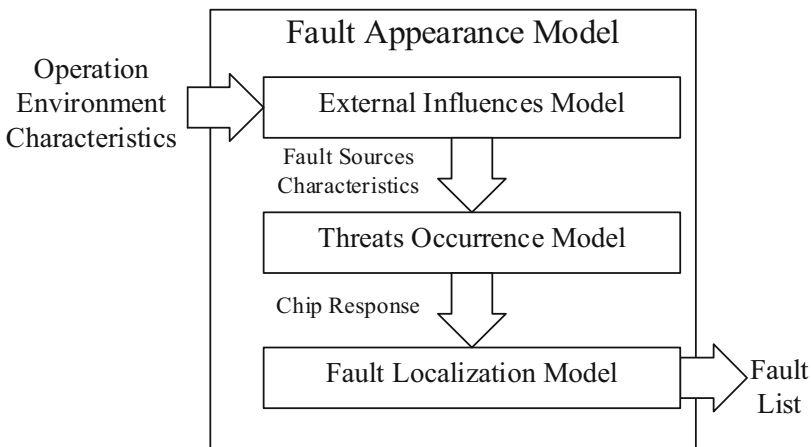 Fault Appearance Model
Operation
Environment
Characteristics
External Influences Model
Fault Sources
Characteristics
Threats Occurrence Model
Chip Response
Fault Localization Model
Fault
List